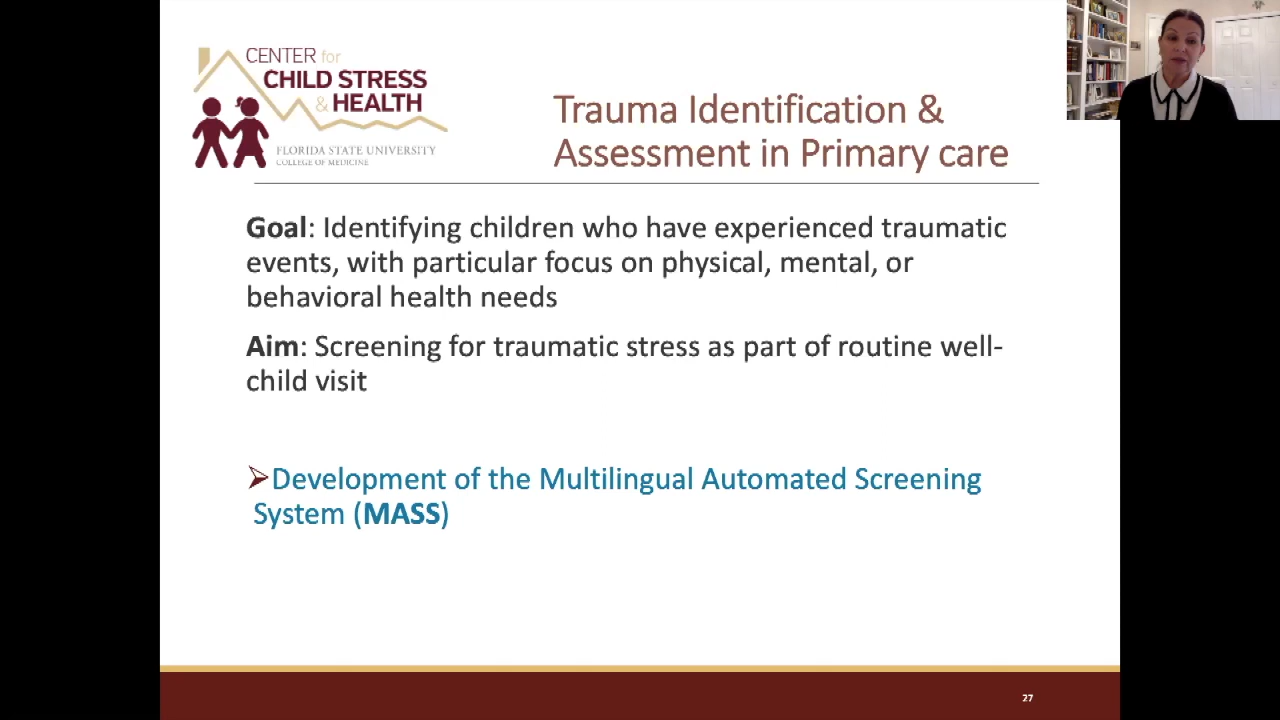 CENTER for
CHILD STRESS
& HEALTH
FLORIDA STATE UNIVERSITY
COLLEGE OF MEDICINE
Trauma Identification &
Assessment in Primary care
Goal: Identifying children who have experienced traumatic
events, with particular focus on physical, mental, or
behavioral health needs
Aim: Screening for traumatic stress as part of routine well-
child visit
➢Development of the Multilingual Automated Screening
System (MASS)
27